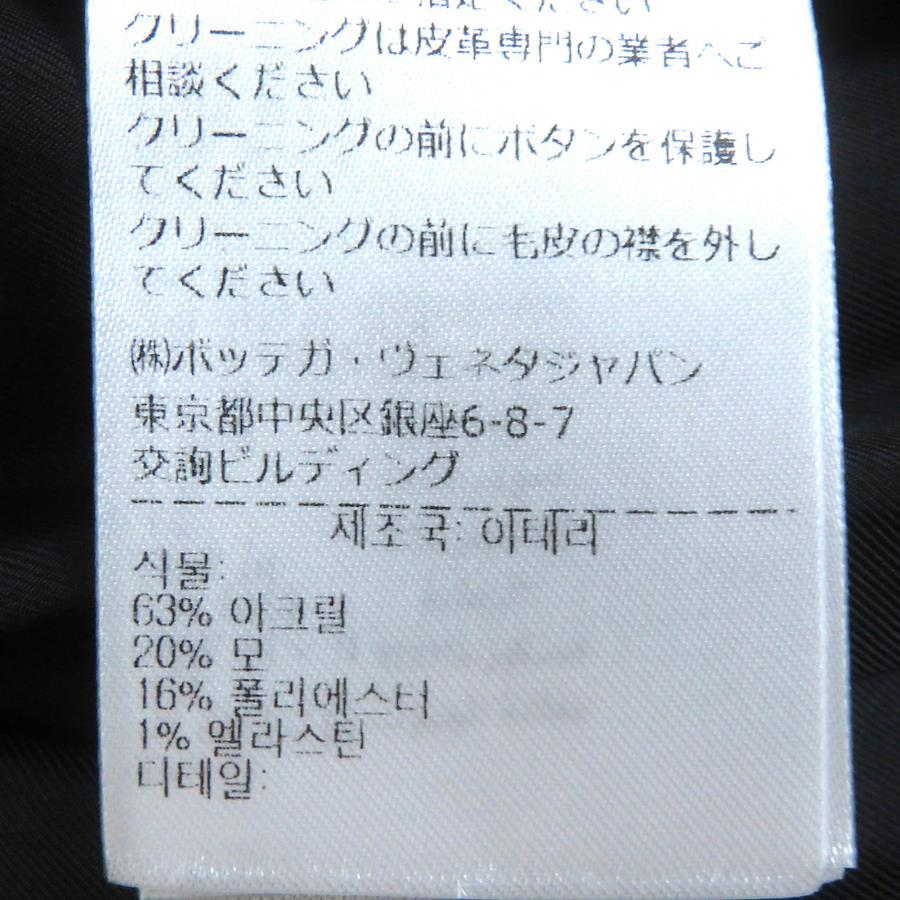 ください
クリーニングは皮革専門の業者へご
相談ください
クリーニングの前にボタンを保護し
てください
クリーニングの前に毛皮の襟を外し
てください
㈱ボッテガ・ヴェネタジャパン
東京都中央区銀座6-8-7
交詢ビルディング
제조국: 이태리
식물:
63% 아크릴
20% 모
16% 폴리에스터
1% 엘라스틴
디테일: